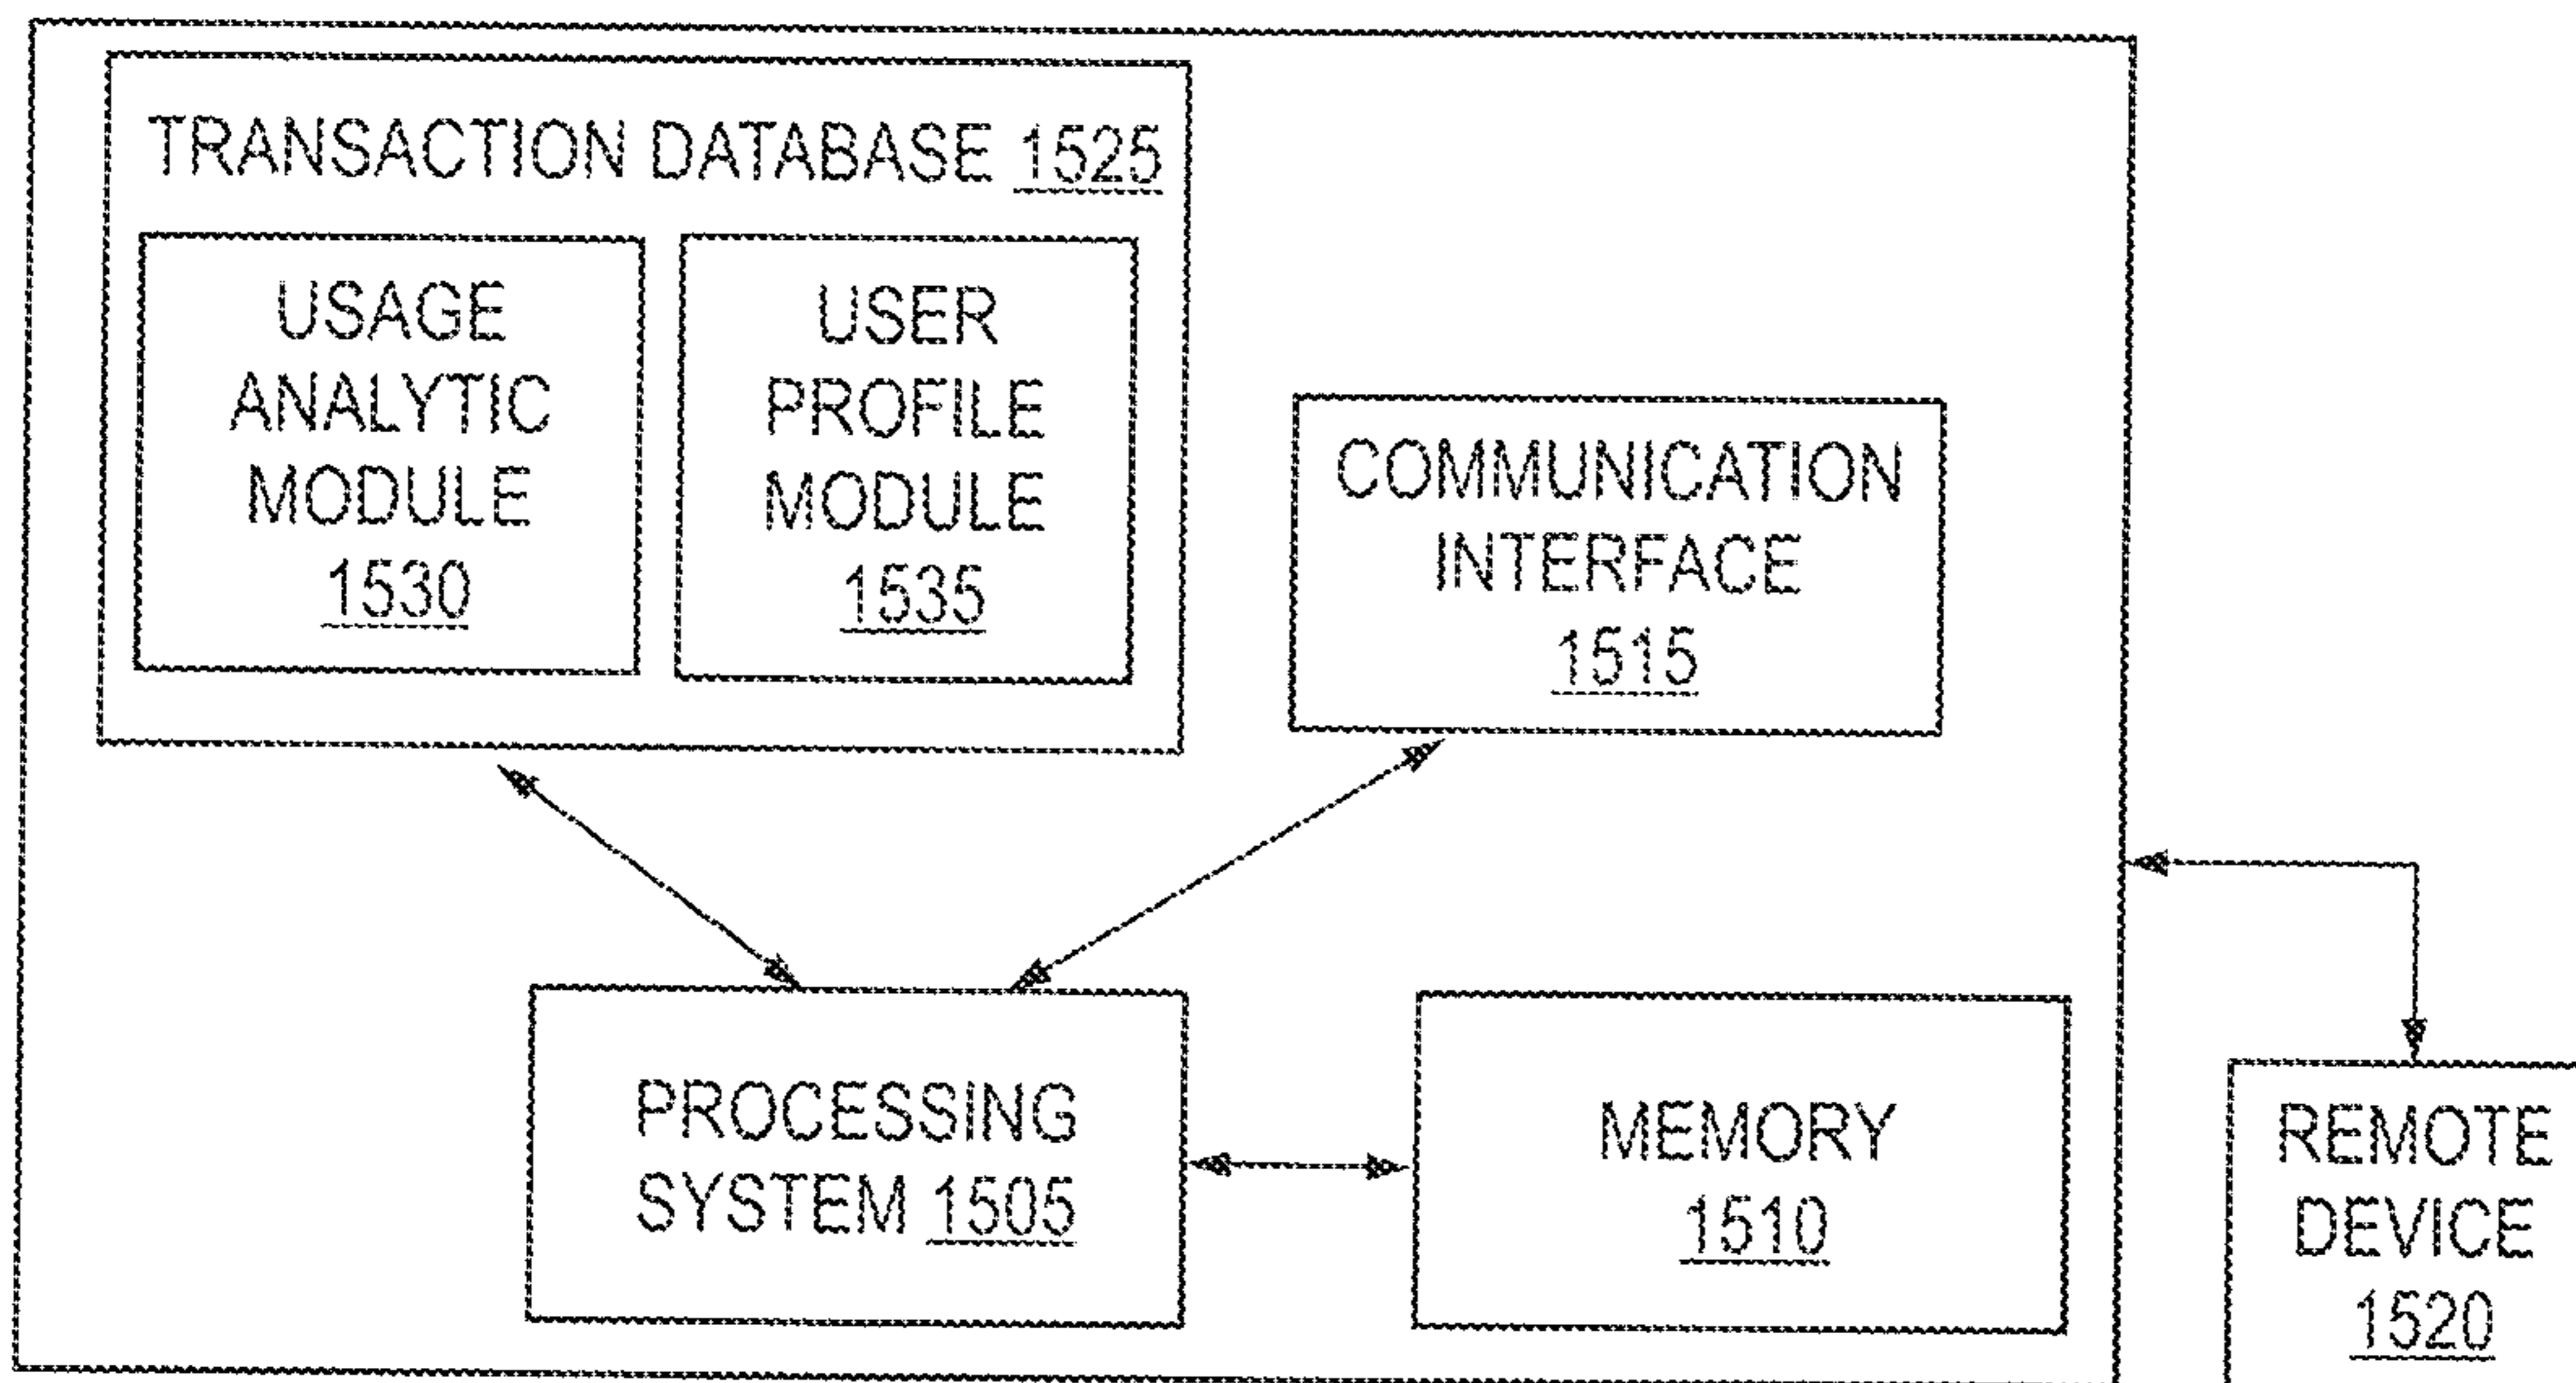 TRANSACTION DATABASE 1525
USAGE
ANALYTIC
MODULE
1530
USER
PROFILE
MODULE
1535
COMMUNICATION
INTERFACE
1515
PROCESSING
SYSTEM 1505
MEMORY
1510
REMOTE
DEVICE
1520